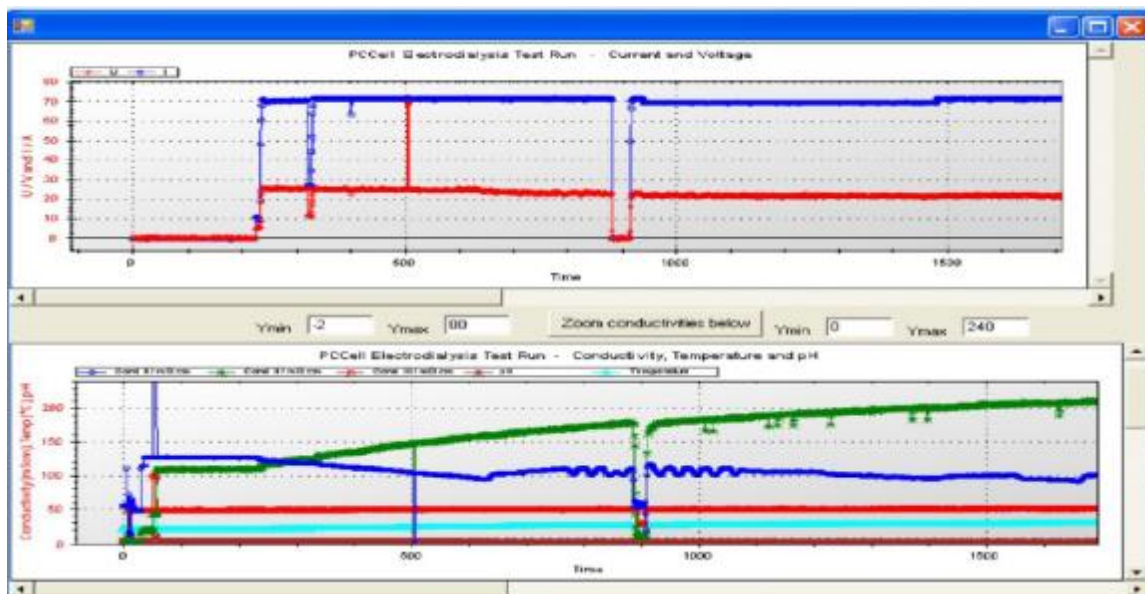 PCCell Electrodialysis Test Run - Current and Voltage
U I
80
70
60
50
40
30
20
10
0
U / V and I / A
0 500 1000 1500
Time
Ymin -2 Ymax 80 Zoom conductivities below Ymin 0 Ymax 240
PCCell Electrodialysis Test Run - Conductivity, Temperature and pH
pH Temperature
200
150
100
50
0
0 500 1000 1500
Time